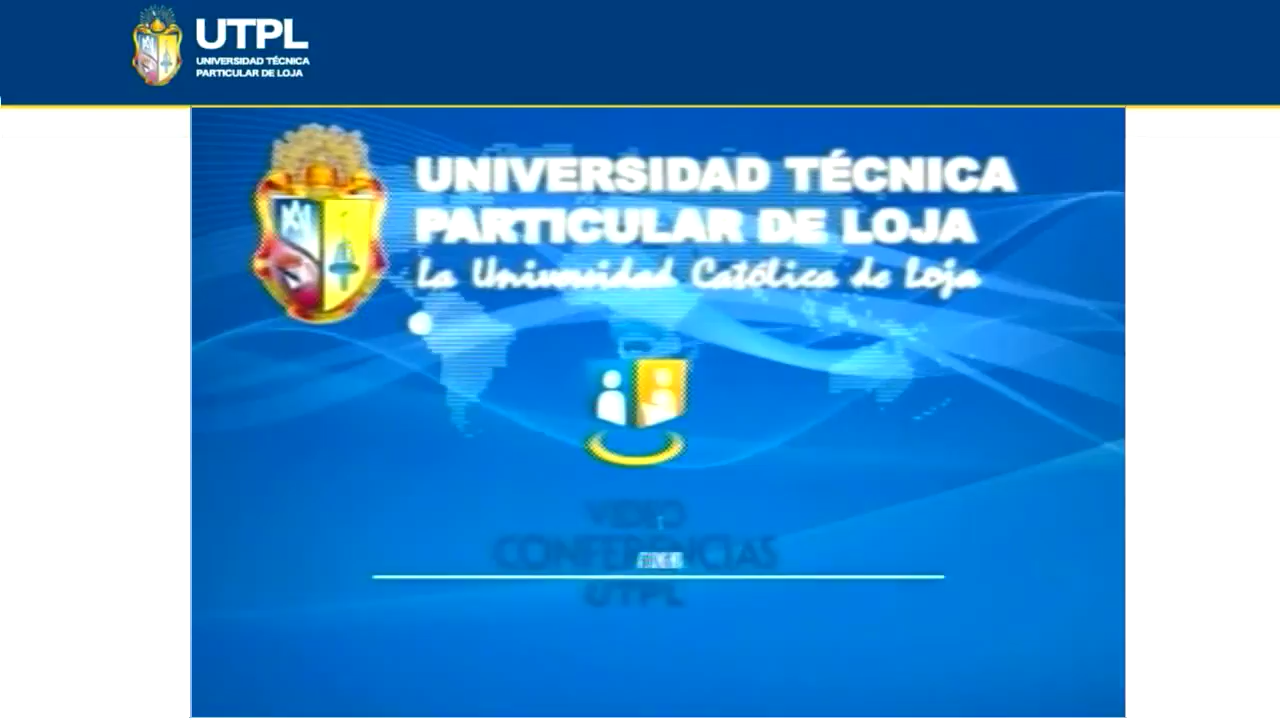 UTPL
UNIVERSIDAD TÉCNICA
PARTICULAR DE LOJA
UNIVERSIDAD TÉCNICA
PARTICULAR DE LOJA
La Universidad Católica de Loja
VIDEO
CONFERENCIAS
UTPL